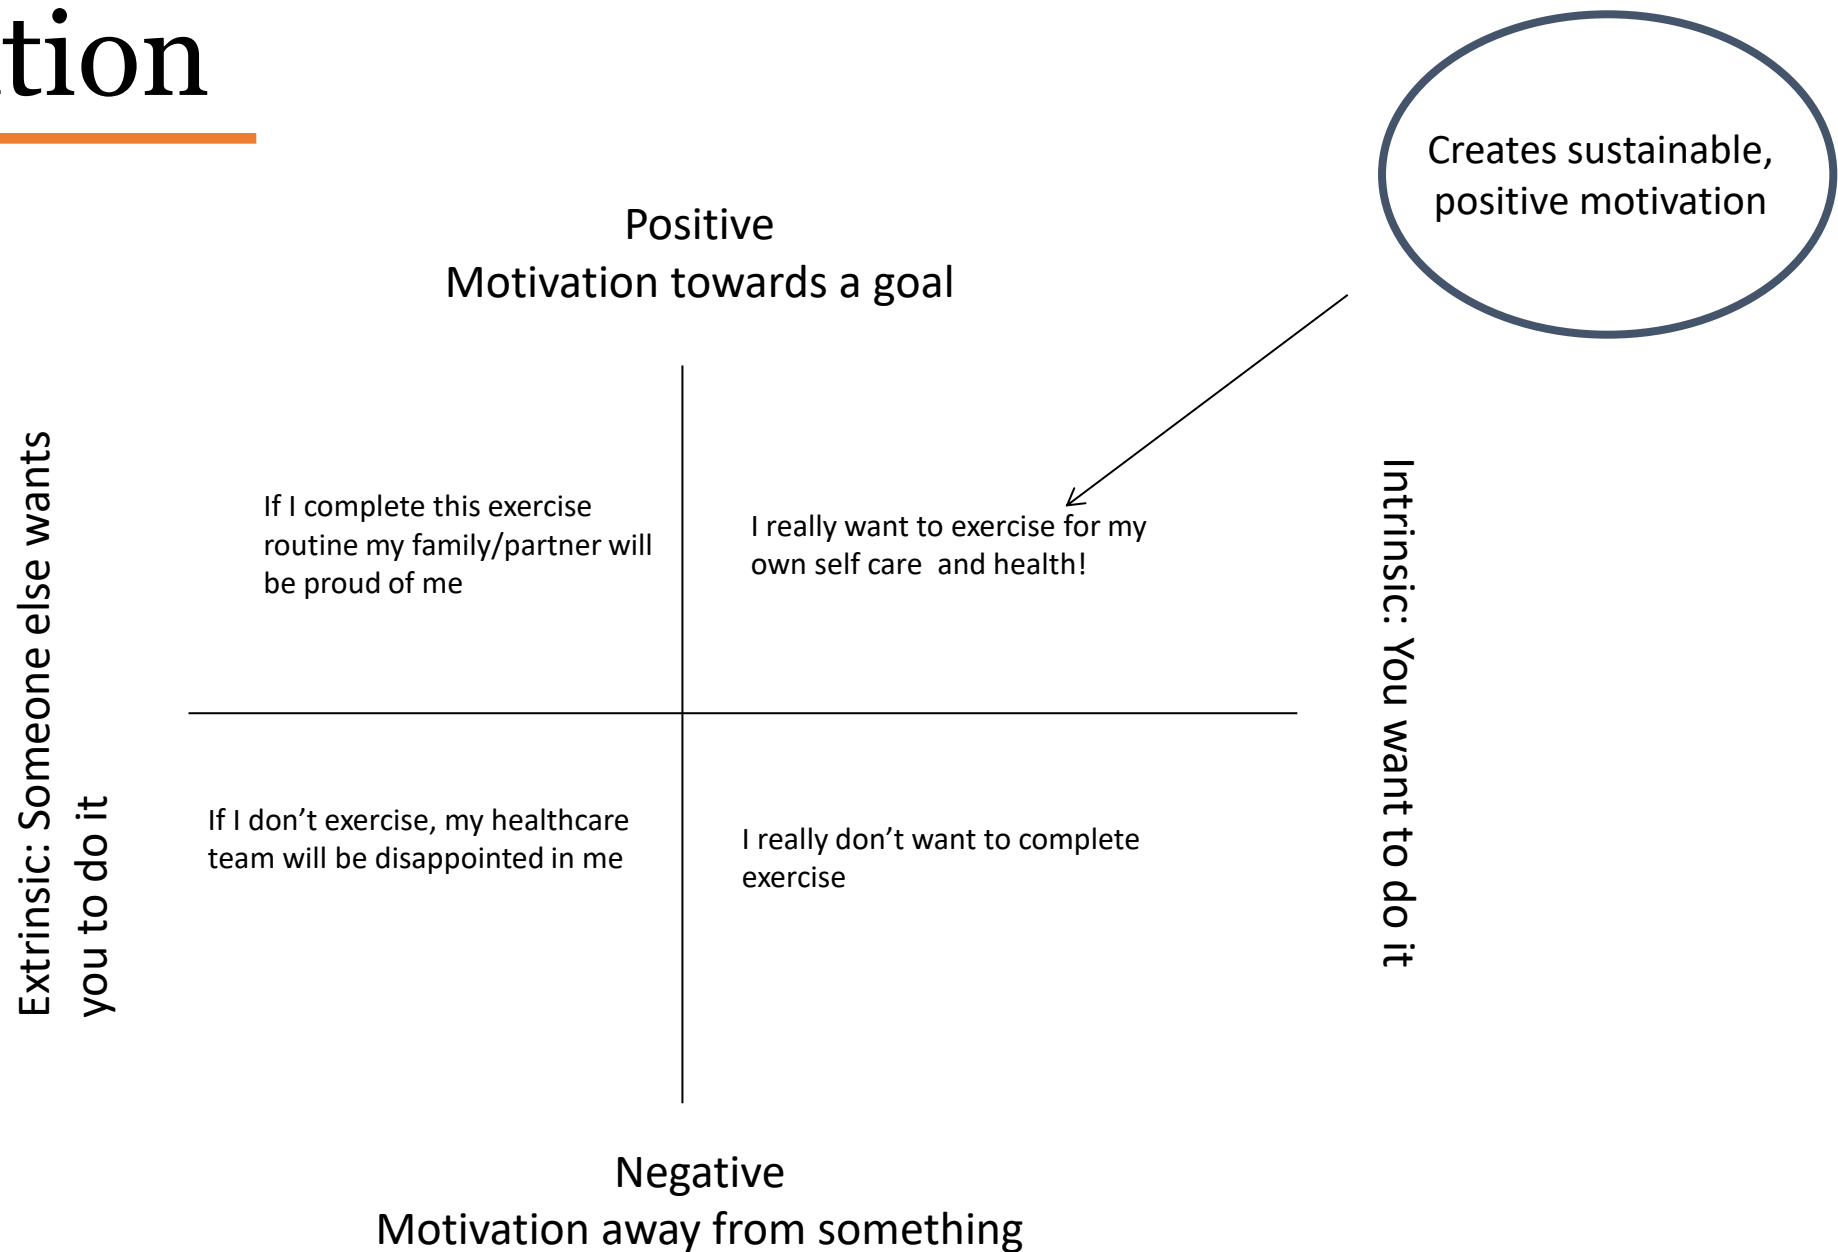 ation
Creates sustainable,
positive motivation
Positive
Motivation towards a goal
Extrinsic: Someone else wants
you to do it
If I complete this exercise
routine my family/partner will
be proud of me
I really want to exercise for my
own self care  and health!
Intrinsic: You want to do it
If I don’t exercise, my healthcare
team will be disappointed in me
I really don’t want to complete
exercise
Negative
Motivation away from something